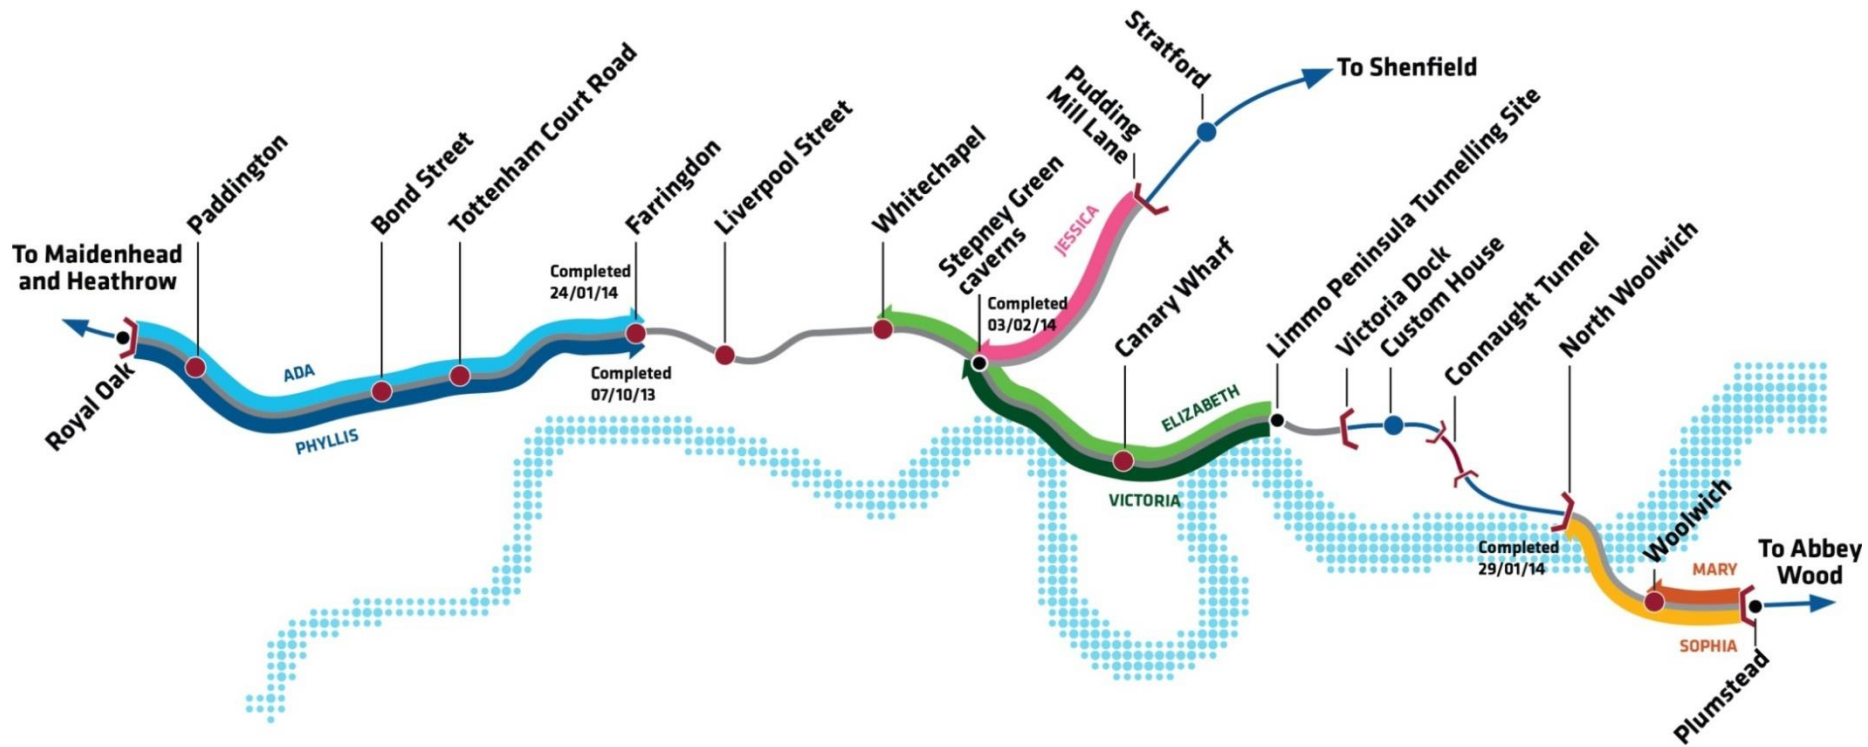 To Maidenhead
and Heathrow
Royal Oak
Paddington
ADA
PHYLLIS
Bond Street
Tottenham Court Road
Completed
24/01/14
Farringdon
Completed
07/10/13
Liverpool Street
Whitechapel
Stepney Green
caverns
Completed
03/02/14
JESSICA
Pudding
Mill Lane
Stratford
To Shenfield
Canary Wharf
ELIZABETH
VICTORIA
Limmo Peninsula Tunnelling Site
Victoria Dock
Custom House
Connaught Tunnel
North Woolwich
Completed
29/01/14
Woolwich
MARY
SOPHIA
To Abbey
Wood
Plumstead